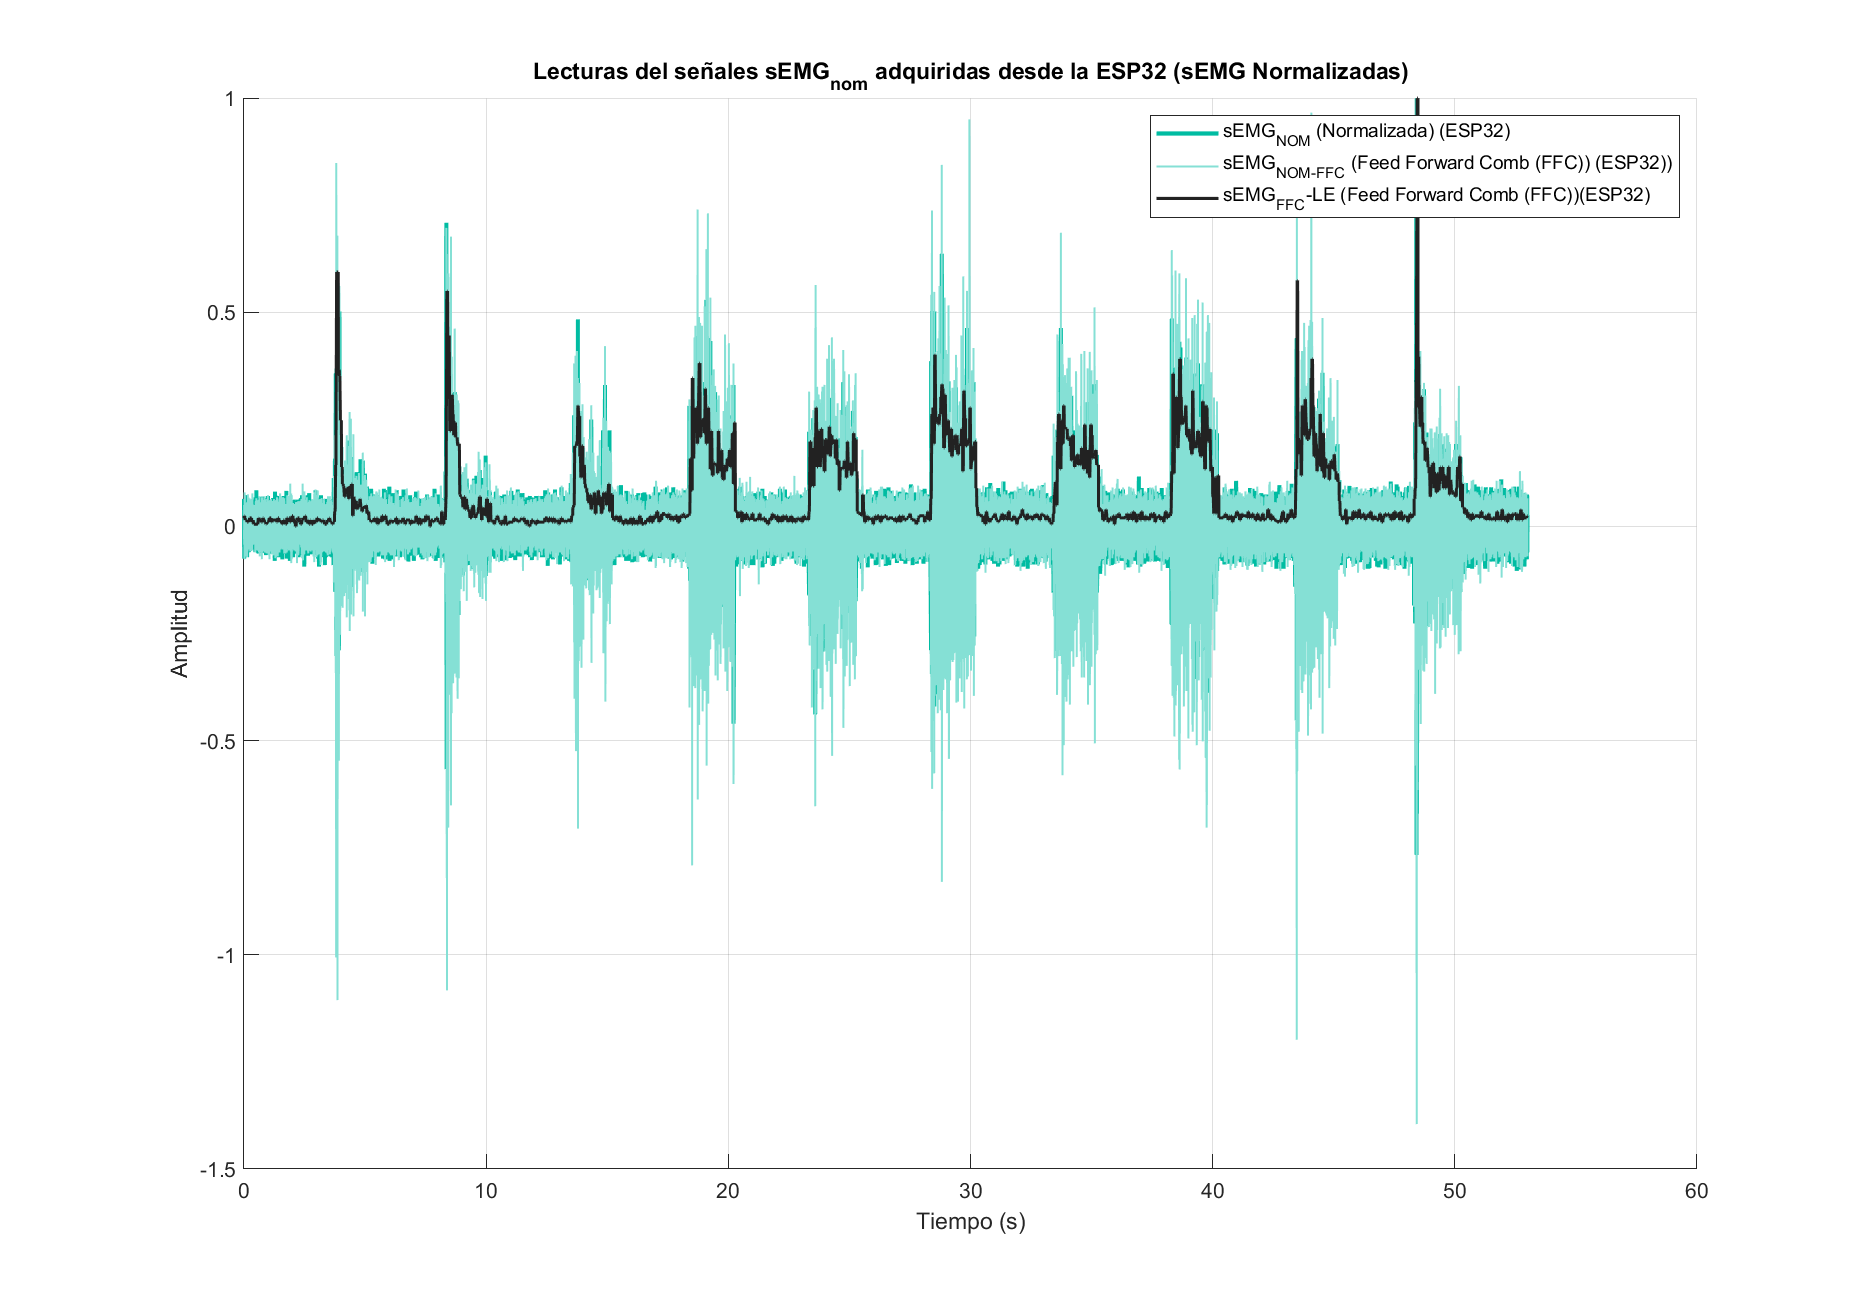 Lecturas del señales sEMGnom adquiridas desde la ESP32 (sEMG Normalizadas)
sEMGNOM (Normalizada) (ESP32)
sEMGNOM-FFC (Feed Forward Comb (FFC)) (ESP32))
sEMGFFC-LE (Feed Forward Comb (FFC))(ESP32)
1
0.5
0
-0.5
-1
-1.5
Amplitud
0 10 20 30 40 50 60
Tiempo (s)